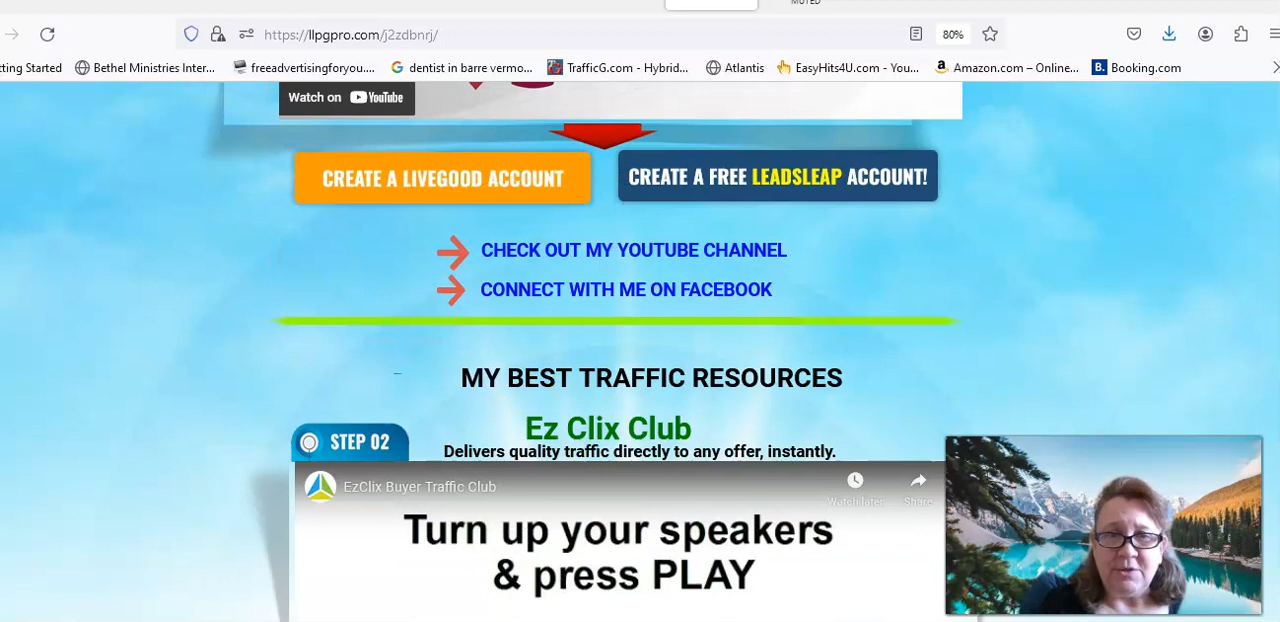 MUTED
https://llpgpro.com/j2zdbnrj/
80%
tting Started Bethel Ministries Inter... freeadvertisingforyou.... dentist in barre vermo... TrafficG.com - Hybrid... Atlantis EasyHits4U.com - You... Amazon.com – Online... Booking.com
Watch on YouTube
CREATE A LIVEGOOD ACCOUNT
CREATE A FREE LEADSLEAP ACCOUNT!
CHECK OUT MY YOUTUBE CHANNEL
CONNECT WITH ME ON FACEBOOK
MY BEST TRAFFIC RESOURCES
Ez Clix Club
STEP 02
Delivers quality traffic directly to any offer, instantly.
EzClix Buyer Traffic Club
Watch later Share
Turn up your speakers
& press PLAY